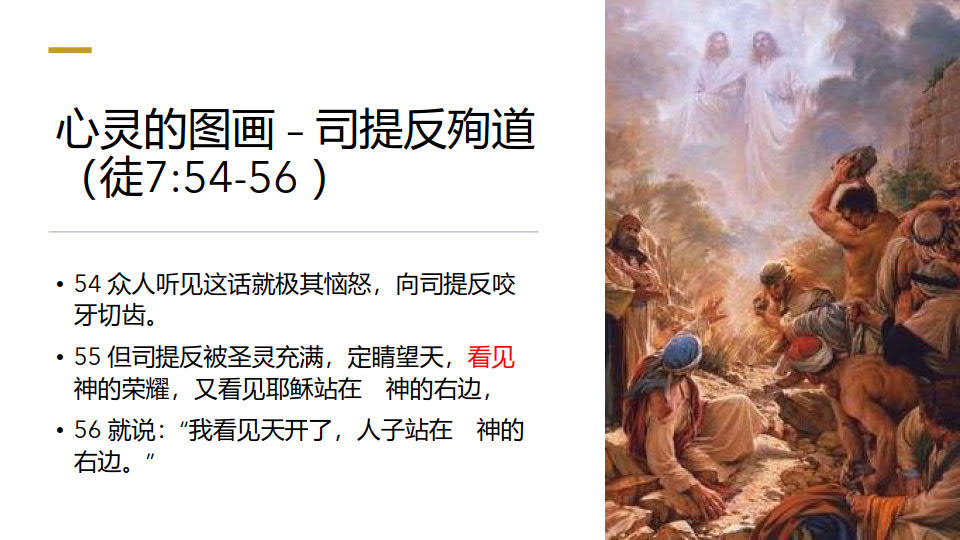 心灵的图画 – 司提反殉道
（徒7:54-56 ）
• 54 众人听见这话就极其恼怒，向司提反咬
牙切齿。
• 55 但司提反被圣灵充满，定睛望天，看见
神的荣耀，又看见耶稣站在　神的右边，
• 56 就说：“我看见天开了，人子站在　神的
右边。”